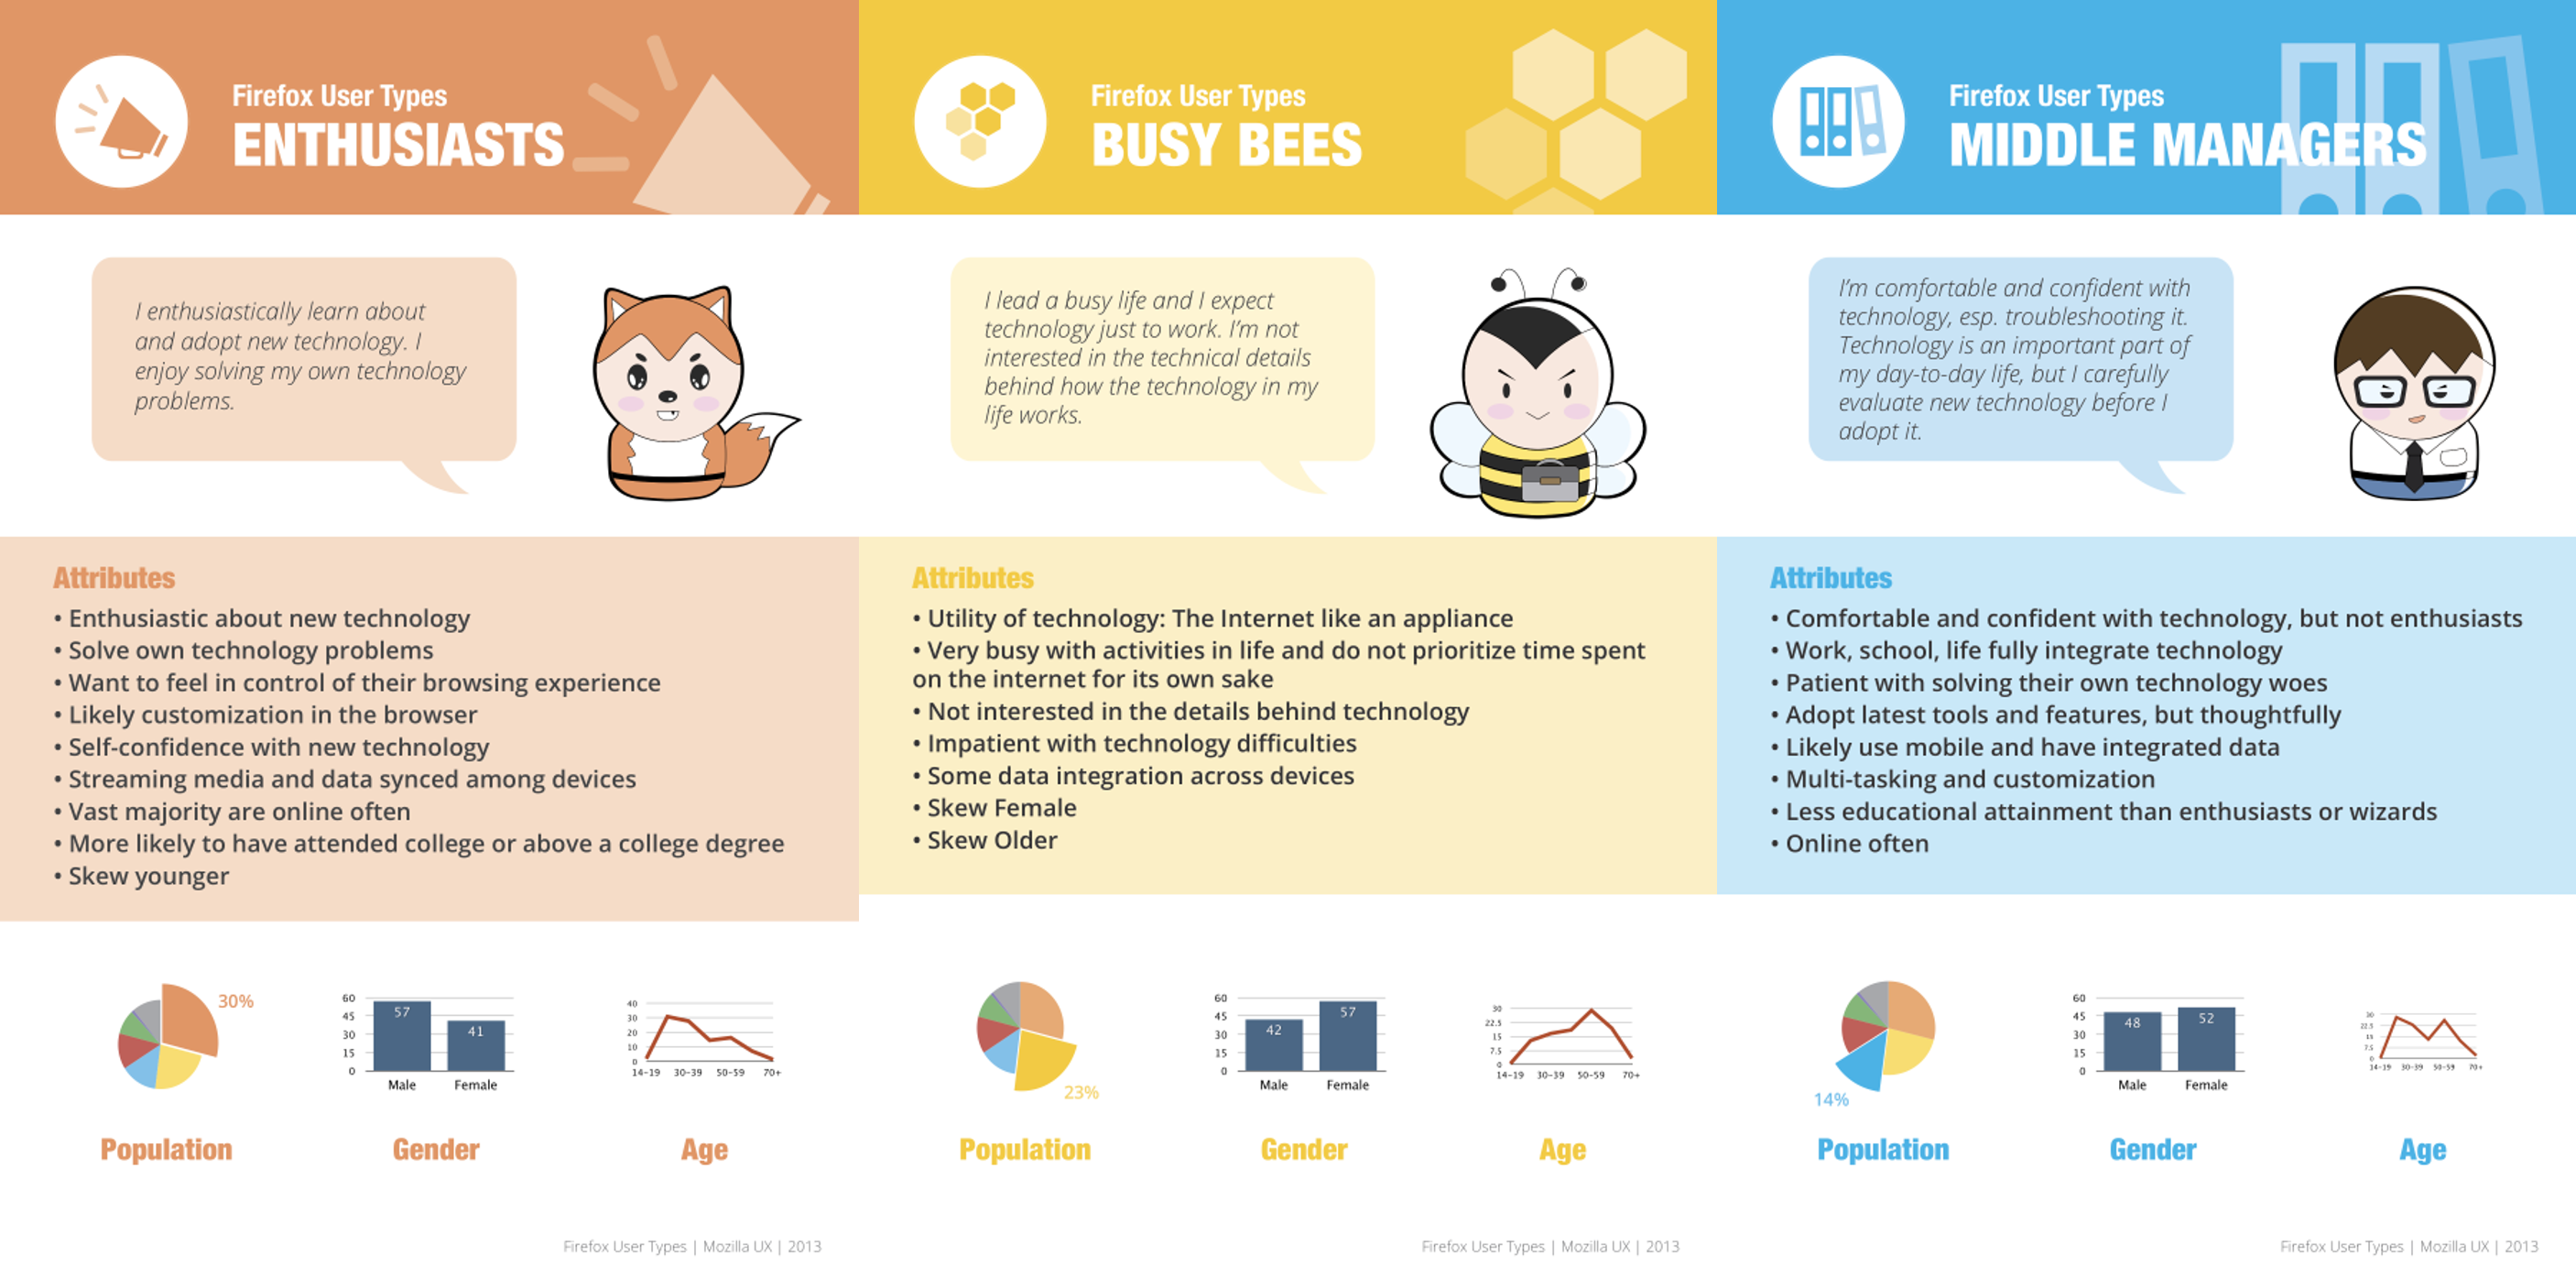 Firefox User Types
ENTHUSIASTS
I enthusiastically learn about
and adopt new technology. I
enjoy solving my own technology
problems.
Attributes
• Enthusiastic about new technology
• Solve own technology problems
• Want to feel in control of their browsing experience
• Likely customization in the browser
• Self-confidence with new technology
• Streaming media and data synced among devices
• Vast majority are online often
• More likely to have attended college or above a college degree
• Skew younger
30%
Population
60
45
30
15
0
57
41
Male Female
Gender
40
30
20
10
0
14-19 30-39 50-59 70+
Age
Firefox User Types | Mozilla UX | 2013
Firefox User Types
BUSY BEES
I lead a busy life and I expect
technology just to work. I'm not
interested in the technical details
behind how the technology in my
life works.
Attributes
• Utility of technology: The Internet like an appliance
• Very busy with activities in life and do not prioritize time spent
on the internet for its own sake
• Not interested in the details behind technology
• Impatient with technology difficulties
• Some data integration across devices
• Skew Female
• Skew Older
23%
Population
60
45
30
15
0
42
57
Male Female
Gender
30
22.5
15
7.5
0
14-19 30-39 50-59 70+
Age
Firefox User Types | Mozilla UX | 2013
Firefox User Types
MIDDLE MANAGERS
I'm comfortable and confident with
technology, esp. troubleshooting it.
Technology is an important part of
my day-to-day life, but I carefully
evaluate new technology before I
adopt it.
Attributes
• Comfortable and confident with technology, but not enthusiasts
• Work, school, life fully integrate technology
• Patient with solving their own technology woes
• Adopt latest tools and features, but thoughtfully
• Likely use mobile and have integrated data
• Multi-tasking and customization
• Less educational attainment than enthusiasts or wizards
• Online often
14%
Population
60
45
30
15
0
48
52
Male Female
Gender
30
22.5
15
7.5
0
14-19 30-39 50-59 70+
Age
Firefox User Types | Mozilla UX | 2013